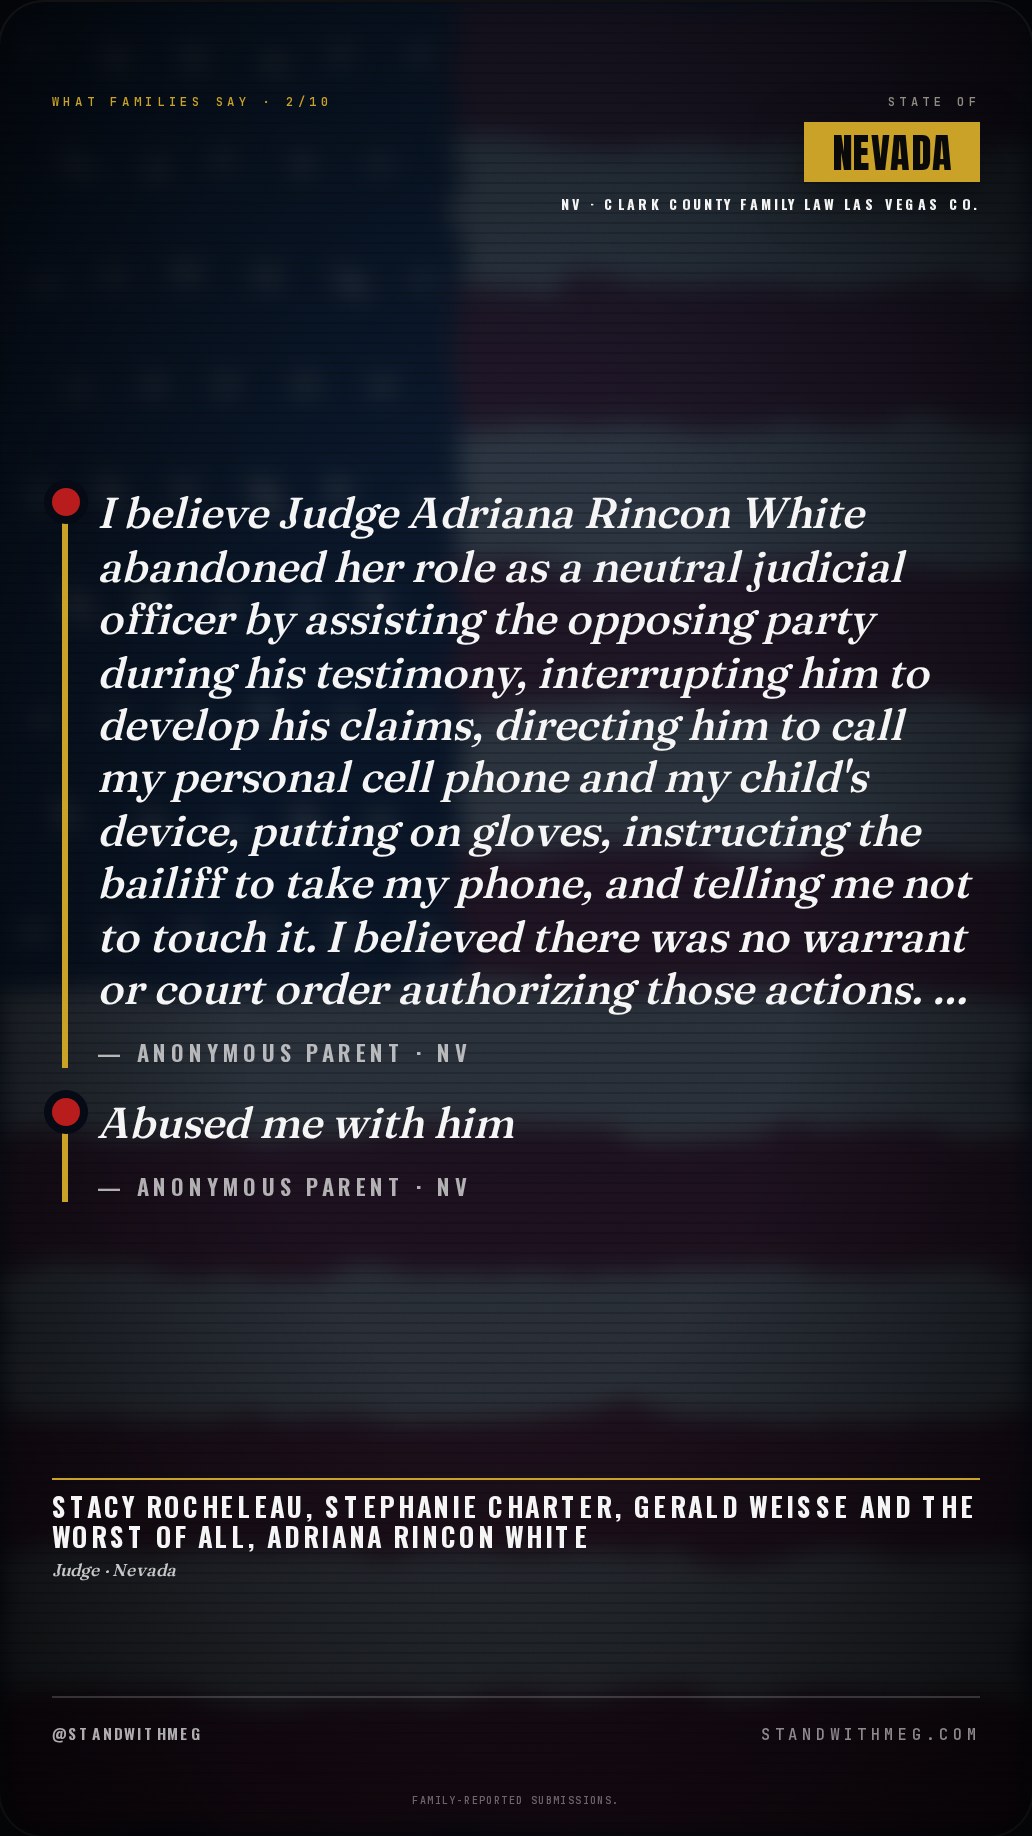 WHAT FAMILIES SAY · 2/10
STATE OF
NEVADA
NV · CLARK COUNTY FAMILY LAW LAS VEGAS CO.
I believe Judge Adriana Rincon White
abandoned her role as a neutral judicial
officer by assisting the opposing party
during his testimony, interrupting him to
develop his claims, directing him to call
my personal cell phone and my child's
device, putting on gloves, instructing the
bailiff to take my phone, and telling me not
to touch it. I believed there was no warrant
or court order authorizing those actions. ...
— ANONYMOUS PARENT · NV
Abused me with him
— ANONYMOUS PARENT · NV
STACY ROCHELEAU, STEPHANIE CHARTER, GERALD WEISSE AND THE
WORST OF ALL, ADRIANA RINCON WHITE
Judge · Nevada
@STANDWITHMEG
STANDWITHMEG.COM
FAMILY-REPORTED SUBMISSIONS.